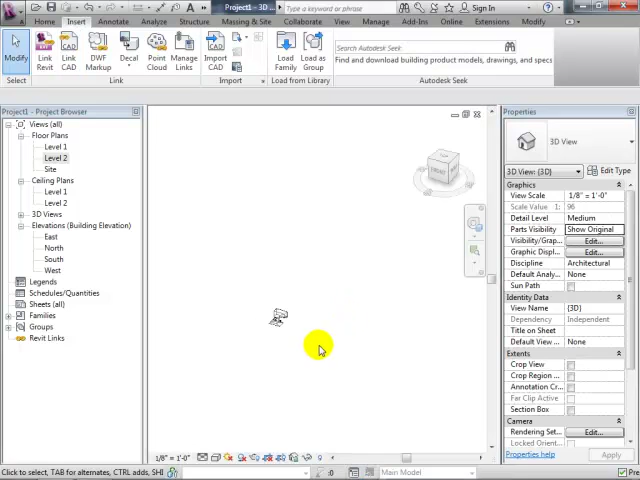 Project1 - 3D ...
Type a keyword or phrase
Sign In
Home Insert Annotate Analyze Structure Massing & Site Collaborate View Manage Online Extensions Modify
Modify
Link Revit
Link CAD
DWF Markup
Decal
Point Cloud
Manage Links
Import CAD
Load Family
Load as Group
Search Autodesk Seek
Find and download building product models, drawings, and specs
Select
Link
Import
Load from Library
Autodesk Seek
Project1 - Project Browser
Views (all)
Floor Plans
Level 1
Level 2
Site
Ceiling Plans
Level 1
Level 2
3D Views
Elevations (Building Elevation)
East
North
South
West
Legends
Schedules/Quantities
Sheets (all)
Families
Groups
Revit Links
FRONT
Properties
3D View
3D View: {3D}
Edit Type
Graphics
View Scale 1/8" = 1'-0"
Scale Value 1: 96
Detail Level Medium
Parts Visibility Show Original
Visibility/Grap... Edit...
Graphic Displ... Edit...
Discipline Architectural
Default Analy... None
Sun Path
Identity Data
View Name {3D}
Dependency Independent
Title on Sheet
Default View ... None
Extents
Crop View
Crop Region ...
Annotation Cr...
Far Clip Active
Section Box
Camera
Rendering Set... Edit...
Locked Orient...
Properties help
Apply
1/8" = 1'-0"
Click to select, TAB for alternates, CTRL adds, SHI
:0
Main Model
Pre